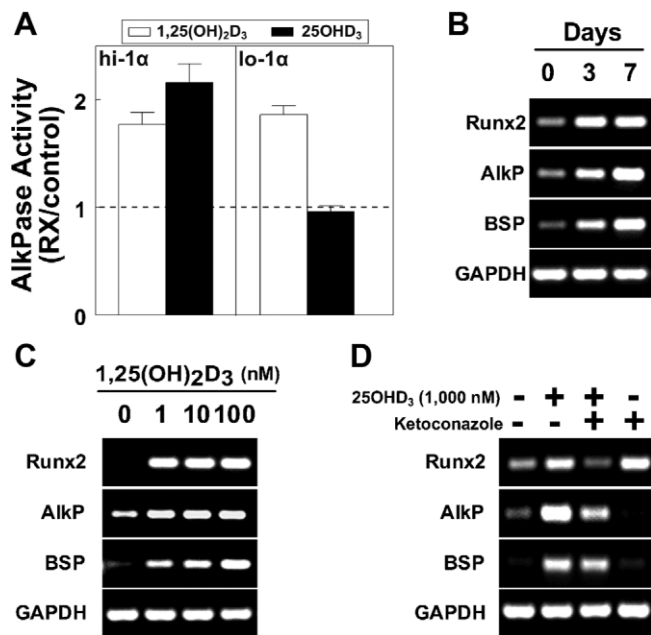 A
1,25(OH)₂D₃ 25OHD₃
hi-1α lo-1α
AlkPase Activity
(RX/control)
2
1
0
B
Days
0 3 7
Runx2
AlkP
BSP
GAPDH
C
1,25(OH)₂D₃ (nM)
0 1 10 100
Runx2
AlkP
BSP
GAPDH
D
25OHD₃ (1,000 nM) - + + -
Ketoconazole - - + +
Runx2
AlkP
BSP
GAPDH